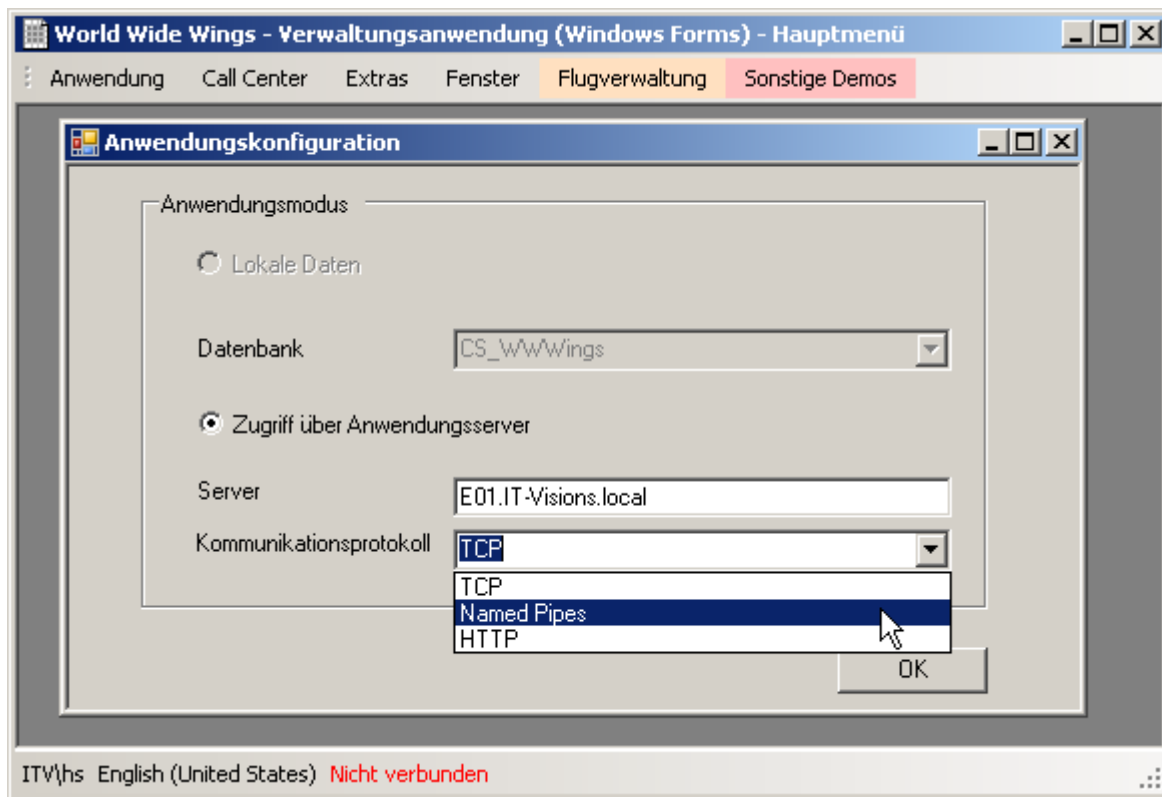 World Wide Wings - Verwaltungsanwendung (Windows Forms) - Hauptmenü
Anwendung Call Center Extras Fenster Flugverwaltung Sonstige Demos
Anwendungskonfiguration
Anwendungsmodus
Lokale Daten
Datenbank CS_WWWings
Zugriff über Anwendungsserver
Server E01.IT-Visions.local
Kommunikationsprotokoll TCP
TCP
Named Pipes
HTTP
OK
ITV\hs English (United States) Nicht verbunden